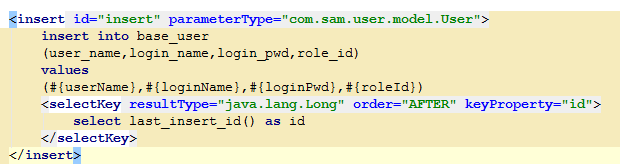 <insert id="insert" parameterType="com.sam.user.model.User">
insert into base_user
(user_name,login_name,login_pwd,role_id)
values
(#{userName},#{loginName},#{loginPwd},#{roleId})
<selectKey resultType="java.lang.Long" order="AFTER" keyProperty="id">
select last_insert_id() as id
</selectKey>
</insert>